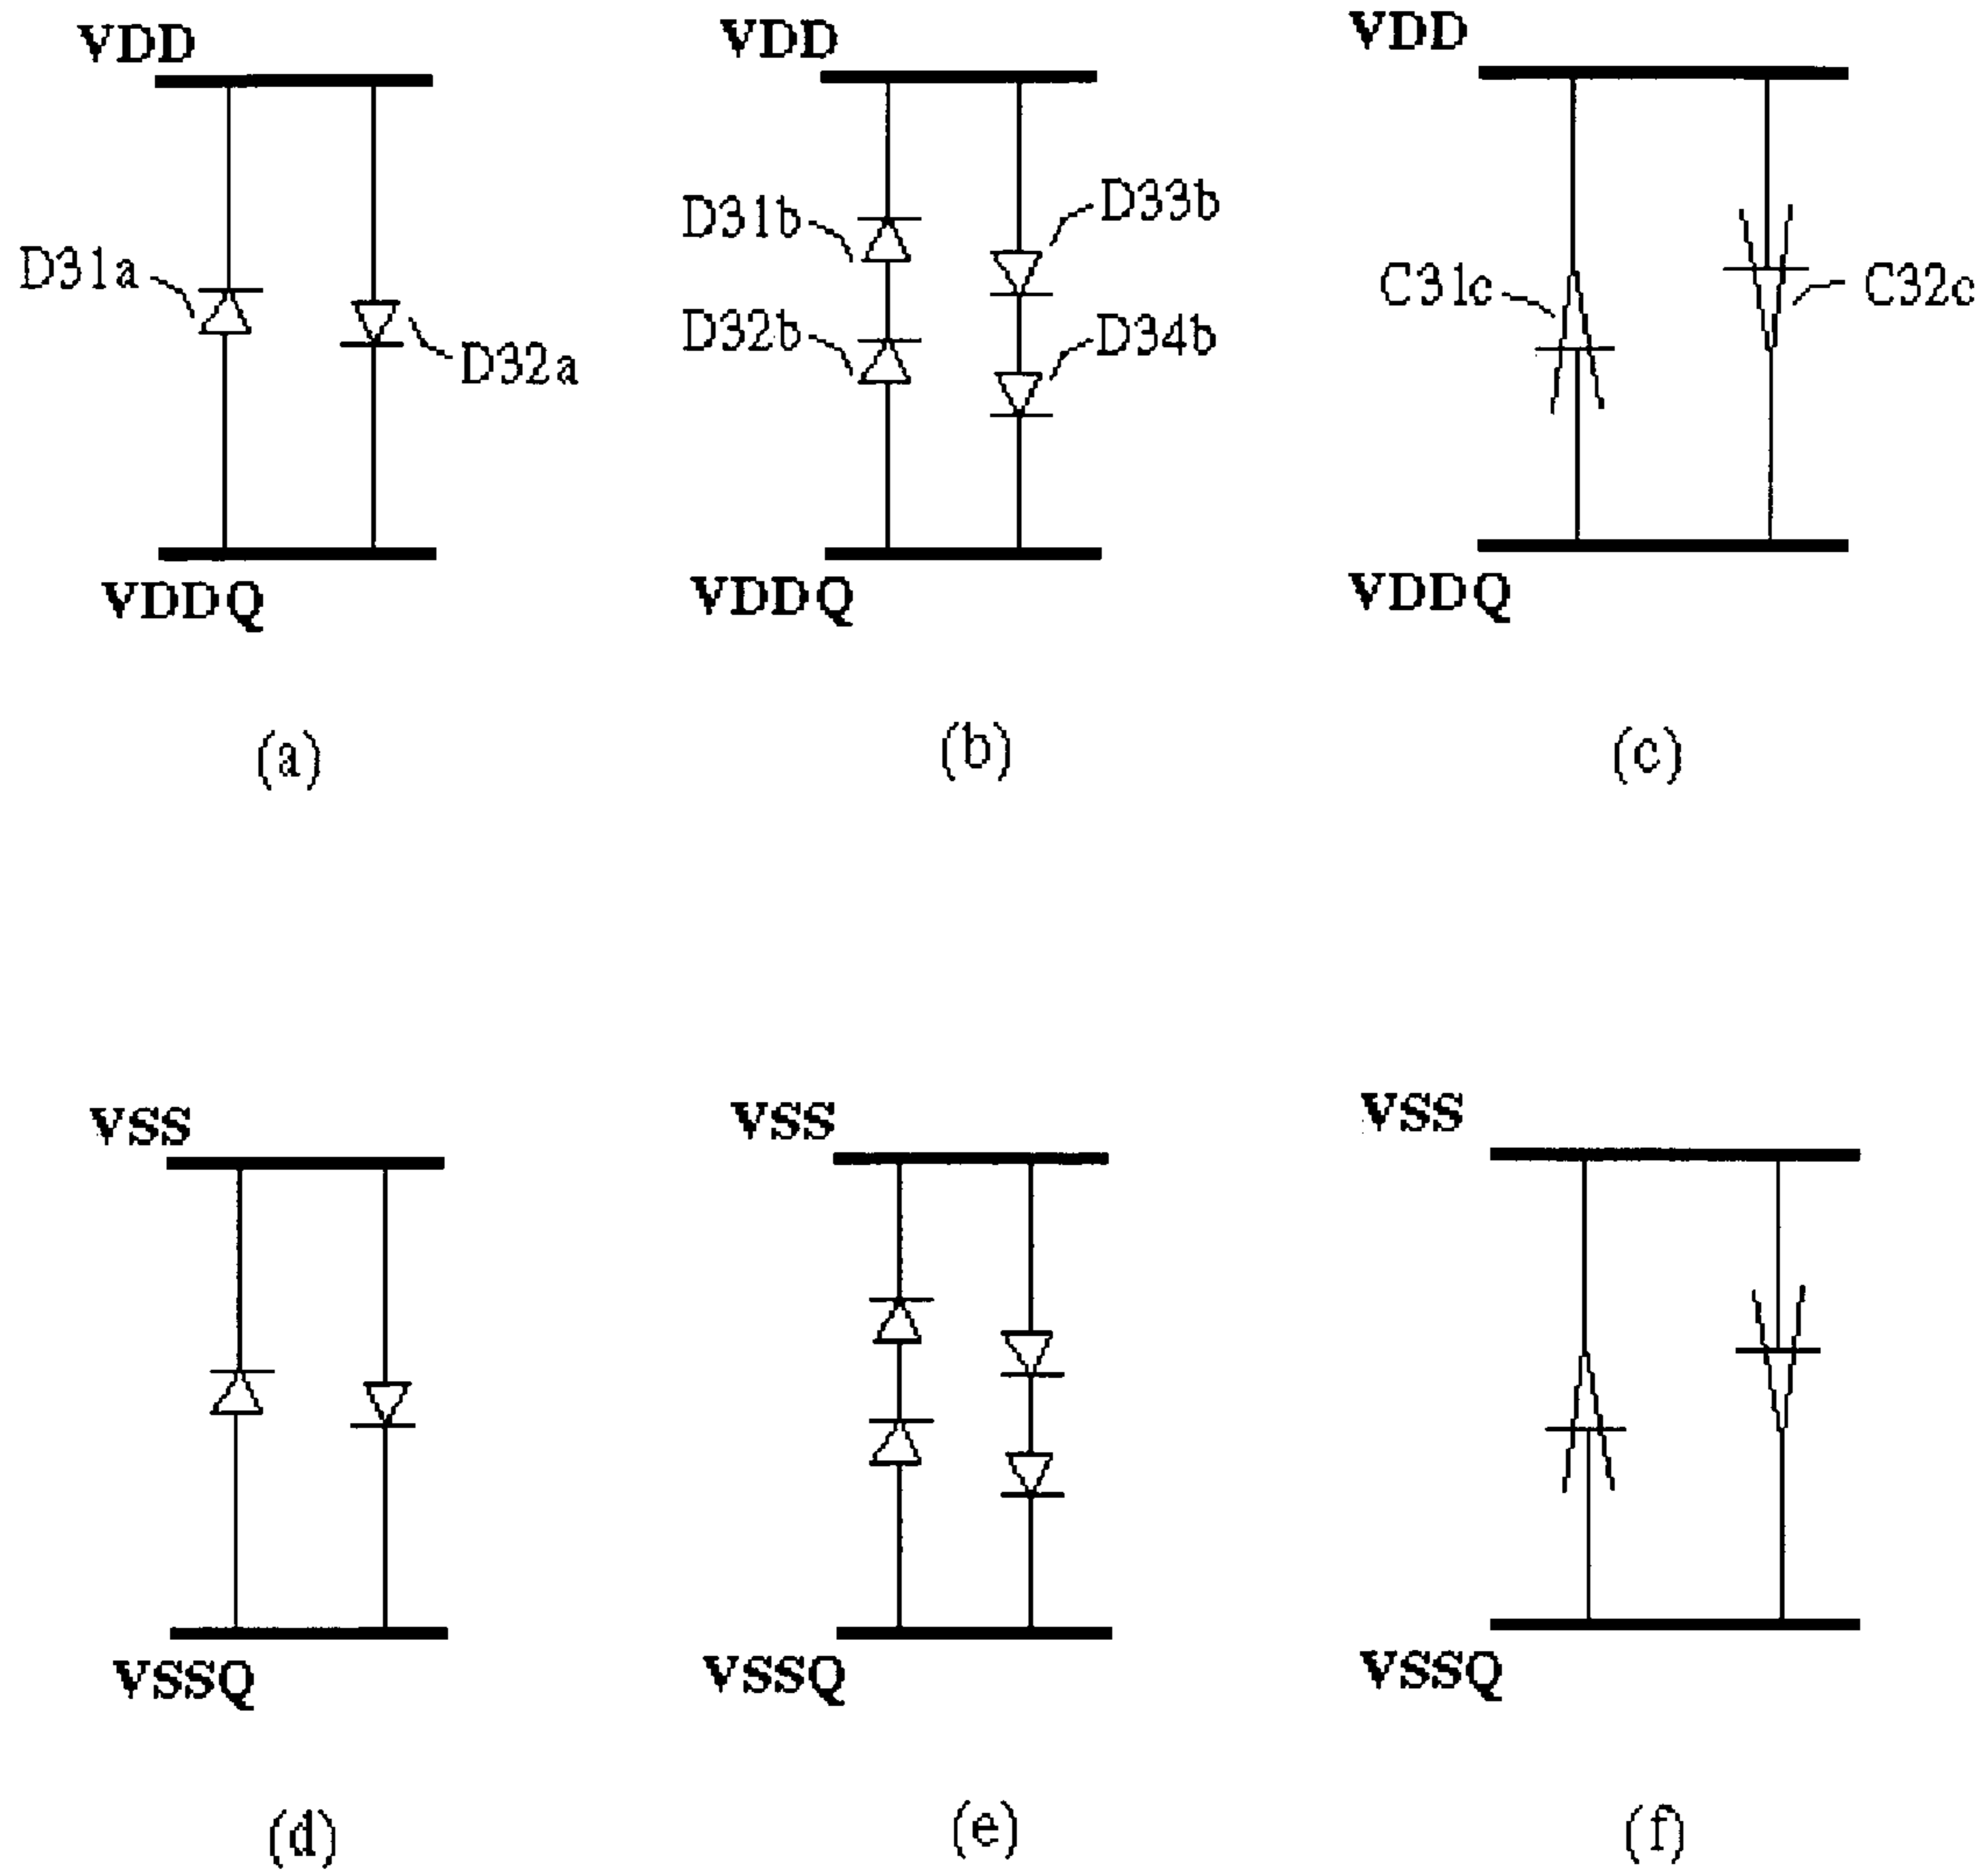 VDD
VDD
VDD
D31a
D32a
D31b
D33b
D32b
D34b
C31c
C32c
VDDQ
VDDQ
VDDQ
(a)
(b)
(c)
VSS
VSS
VSS
VSSQ
VSSQ
VSSQ
(d)
(e)
(f)